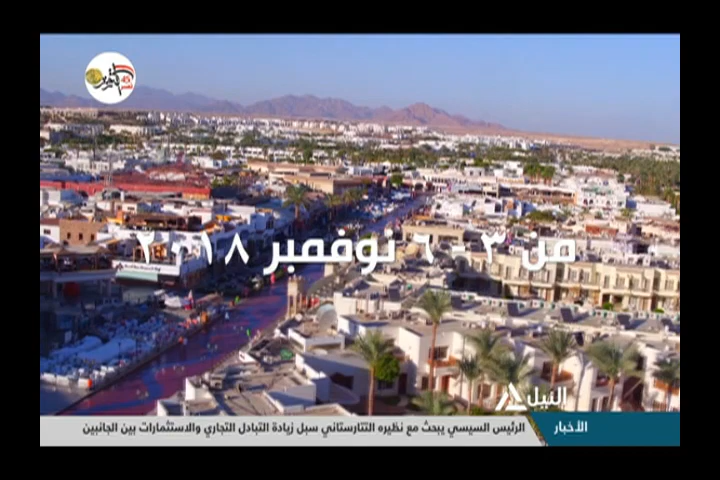 من ٣ - ٦ نوفمبر ٢٠١٨
النيل
الأخبار
الرئيس السيسي يبحث مع نظيره التتارستاني سبل زيادة التبادل التجاري والاستثمارات بين الجانبين